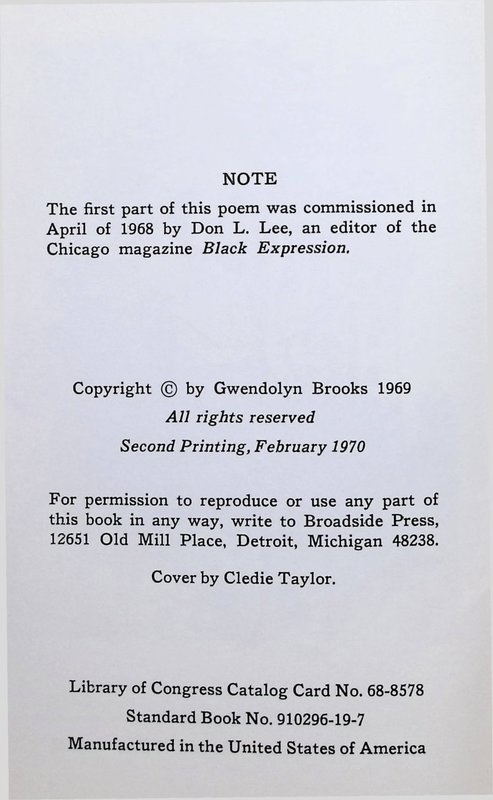 NOTE
The first part of this poem was commissioned in
April of 1968 by Don L. Lee, an editor of the
Chicago magazine Black Expression.
Copyright © by Gwendolyn Brooks 1969
All rights reserved
Second Printing, February 1970
For permission to reproduce or use any part of
this book in any way, write to Broadside Press,
12651 Old Mill Place, Detroit, Michigan 48238.
Cover by Cledie Taylor.
Library of Congress Catalog Card No. 68-8578
Standard Book No. 910296-19-7
Manufactured in the United States of America